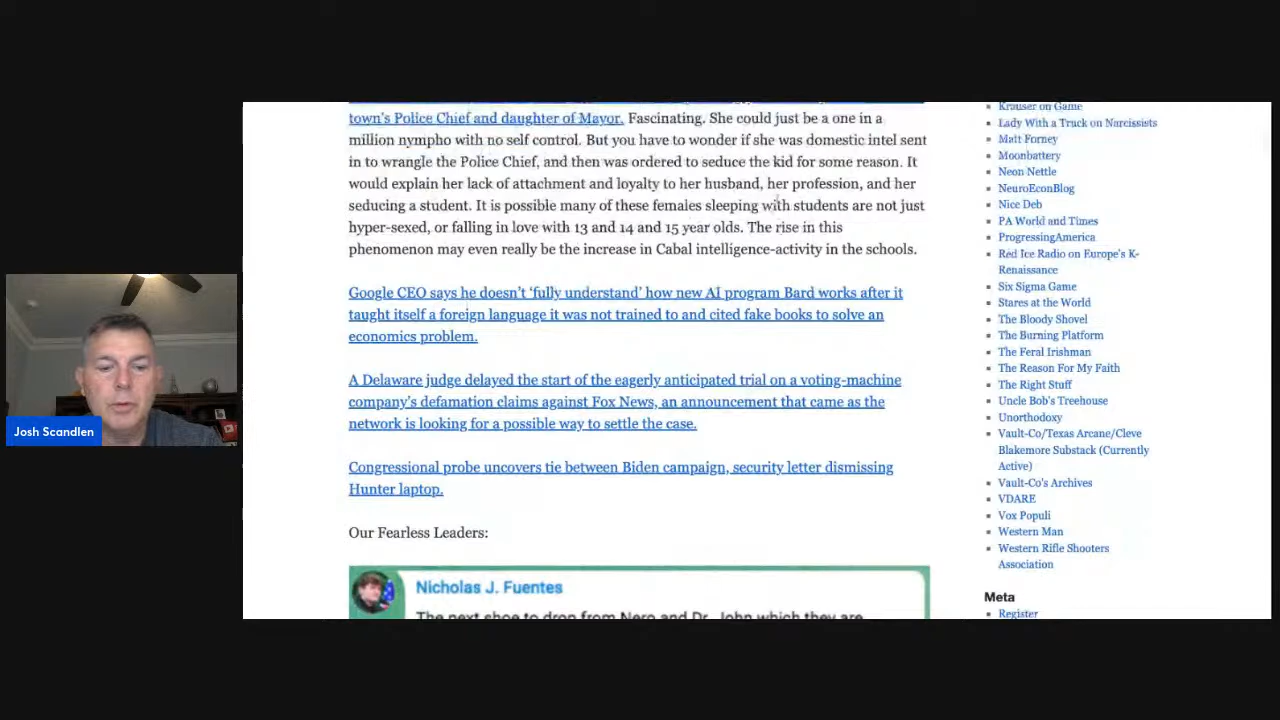 town's Police Chief and daughter of Mayor. Fascinating. She could just be a one in a
million nympho with no self control. But you have to wonder if she was domestic intel sent
in to wrangle the Police Chief, and then was ordered to seduce the kid for some reason. It
would explain her lack of attachment and loyalty to her husband, her profession, and her
seducing a student. It is possible many of these females sleeping with students are not just
hyper-sexed, or falling in love with 13 and 14 and 15 year olds. The rise in this
phenomenon may even really be the increase in Cabal intelligence-activity in the schools.
Google CEO says he doesn't 'fully understand' how new AI program Bard works after it
taught itself a foreign language it was not trained to and cited fake books to solve an
economics problem.
A Delaware judge delayed the start of the eagerly anticipated trial on a voting-machine
company's defamation claims against Fox News, an announcement that came as the
network is looking for a possible way to settle the case.
Congressional probe uncovers tie between Biden campaign, security letter dismissing
Hunter laptop.
Our Fearless Leaders:
Nicholas J. Fuentes
The next shoe to drop from Nero and Dr. John which they are
Krauser on Game
Lady With a Truck on Narcissists
Matt Forney
Moonbattery
Neon Nettle
NeuroEconBlog
Nice Deb
PA World and Times
ProgressingAmerica
Red Ice Radio on Europe's K-
Renaissance
Six Sigma Game
Stares at the World
The Bloody Shovel
The Burning Platform
The Feral Irishman
The Reason For My Faith
The Right Stuff
Uncle Bob's Treehouse
Unorthodoxy
Vault-Co/Texas Arcane/Cleve
Blakemore Substack (Currently
Active)
Vault-Co's Archives
VDARE
Vox Populi
Western Man
Western Rifle Shooters
Association
Meta
Register
Josh Scandlen